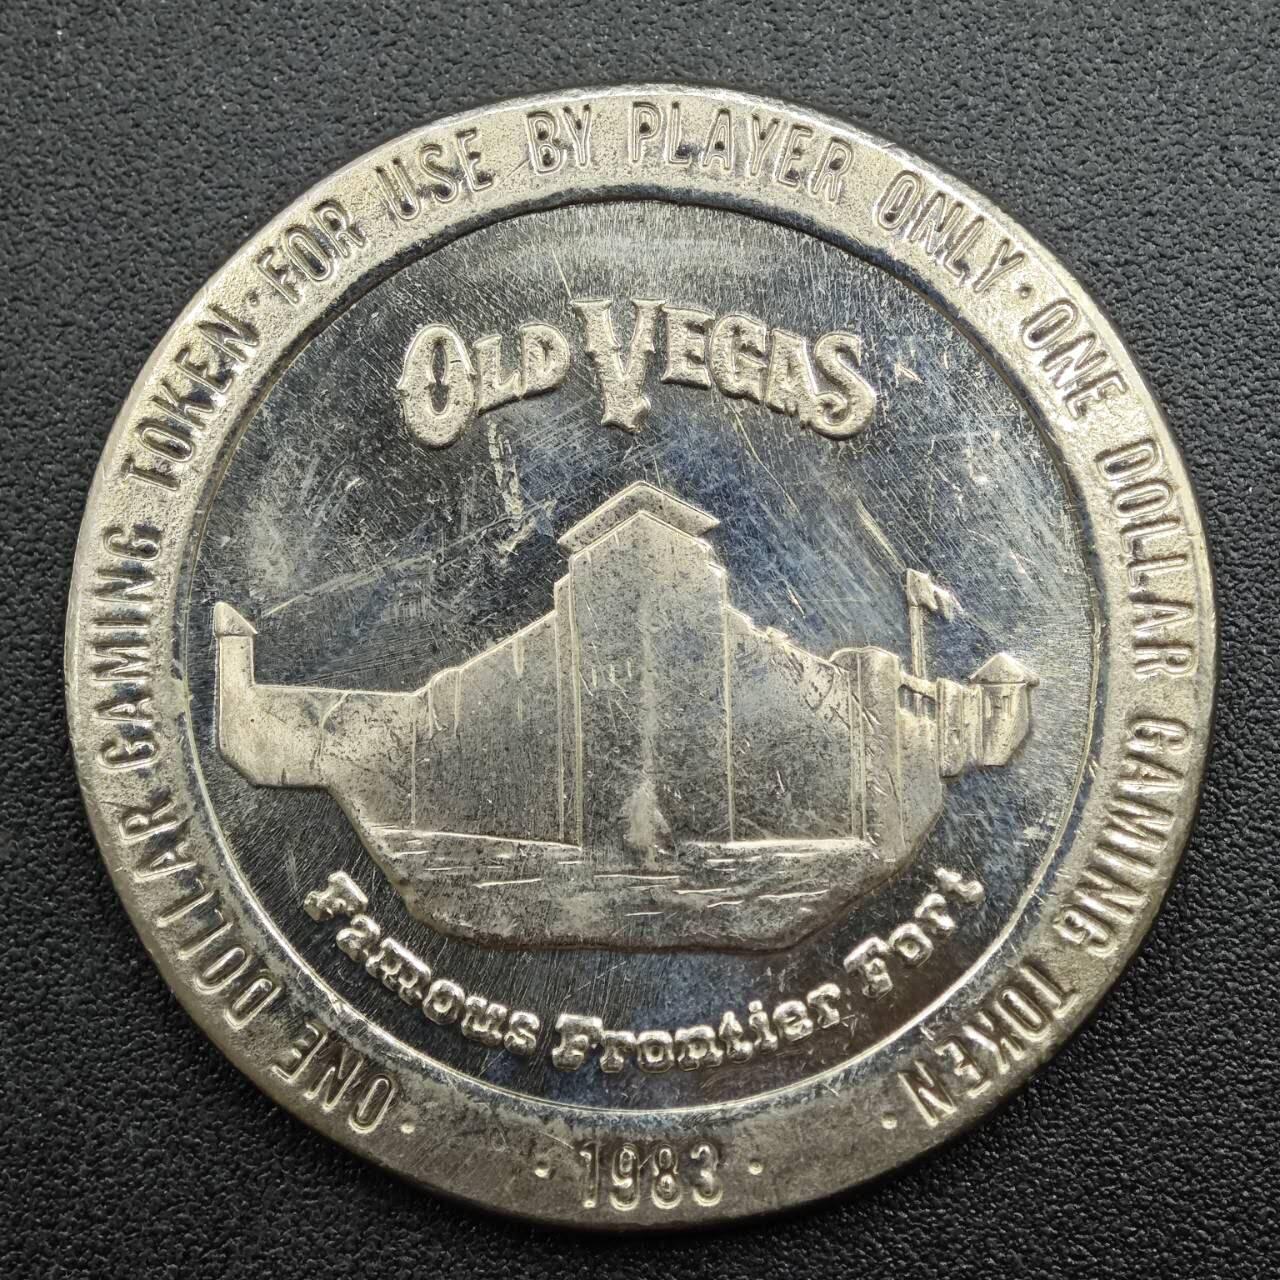 ONE DOLLAR GAMING TOKEN · FOR USE BY PLAYER ONLY · ONE DOLLAR GAMING TOKEN ·
OLD VEGAS
Famous Frontier Fort
· 1983 ·